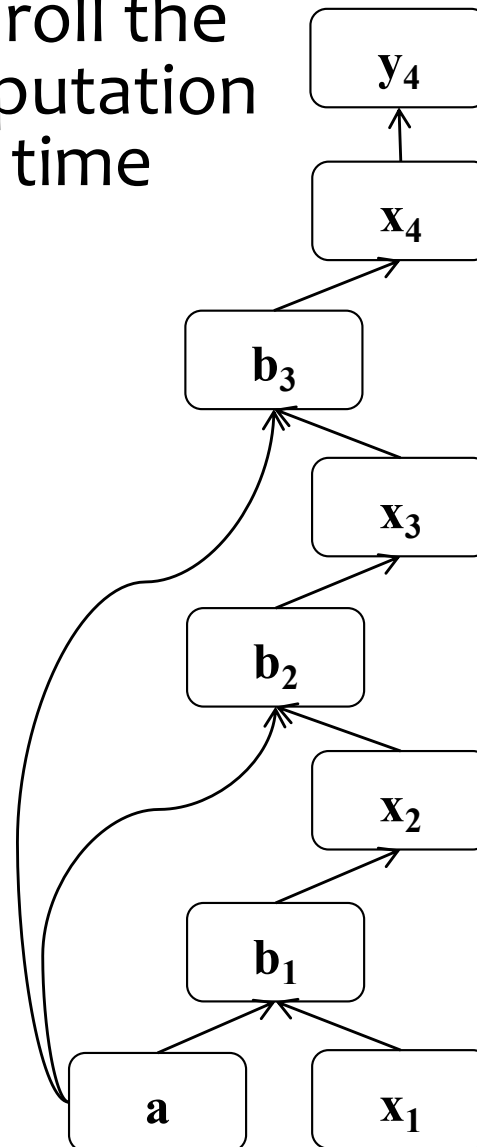 roll the
putation
time
y₄
x₄
b₃
x₃
b₂
x₂
b₁
a
x₁